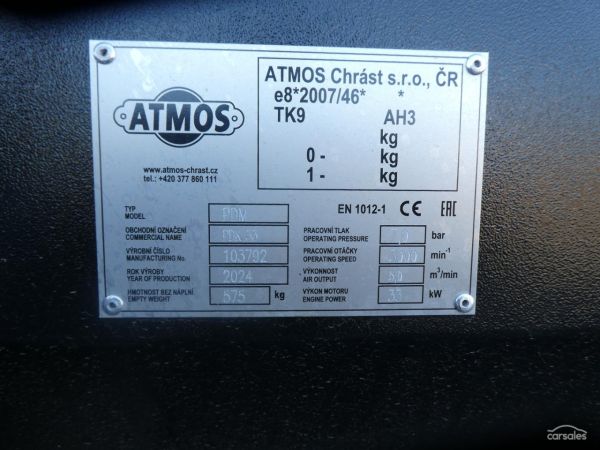 ATMOS
www.atmos-chrast.cz
tel.: +420 377 860 111
ATMOS Chrást s.r.o., ČR
e8*2007/46* *
TK9 AH3
kg
0 - kg
1 - kg
EN 1012-1 CE EAC
TYP
MODEL
OBCHODNÍ OZNAČENÍ
COMMERCIAL NAME
VÝROBNÍ ČÍSLO
MANUFACTURING NO. 103792
ROK VÝROBY
YEAR OF PRODUCTION 2024
HMOTNOST BEZ NÁPLNÍ
EMPTY WEIGHT 575 kg
PRACOVNÍ TLAK
OPERATING PRESSURE bar
PRACOVNÍ OTÁČKY
OPERATING SPEED min⁻¹
VÝKONNOST
AIR OUTPUT m³/min
VÝKON MOTORU
ENGINE POWER 33 kW
carsales